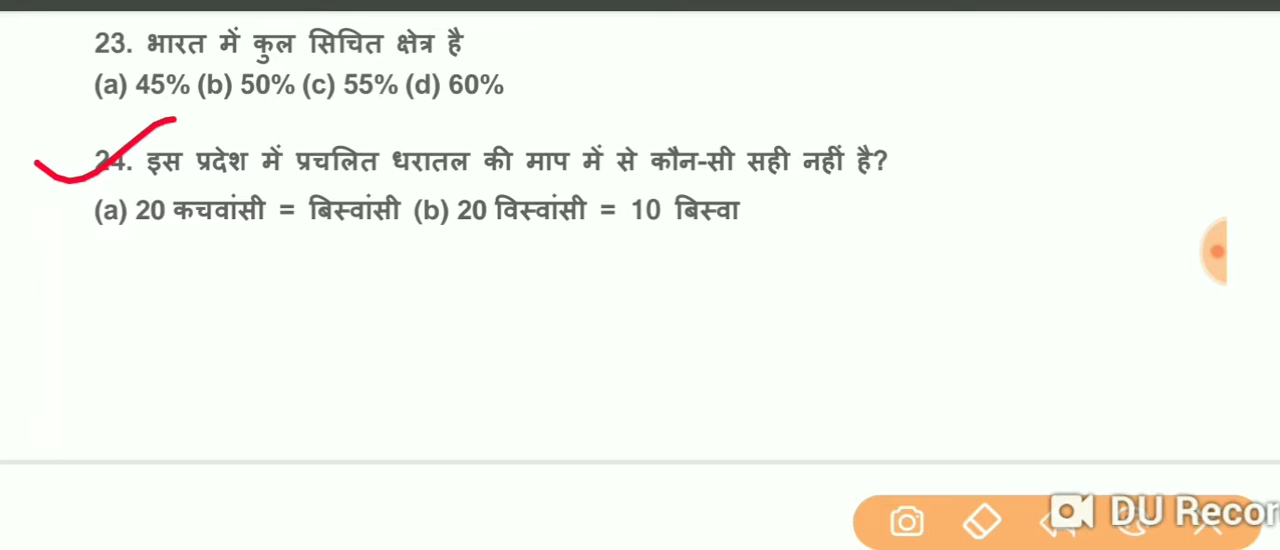 23. भारत में कुल सिचित क्षेत्र है
(a) 45% (b) 50% (c) 55% (d) 60%
24. इस प्रदेश में प्रचलित धरातल की माप में से कौन-सी सही नहीं है?
(a) 20 कचवांसी = बिस्वांसी (b) 20 विस्वांसी = 10 बिस्वा
DU Recor